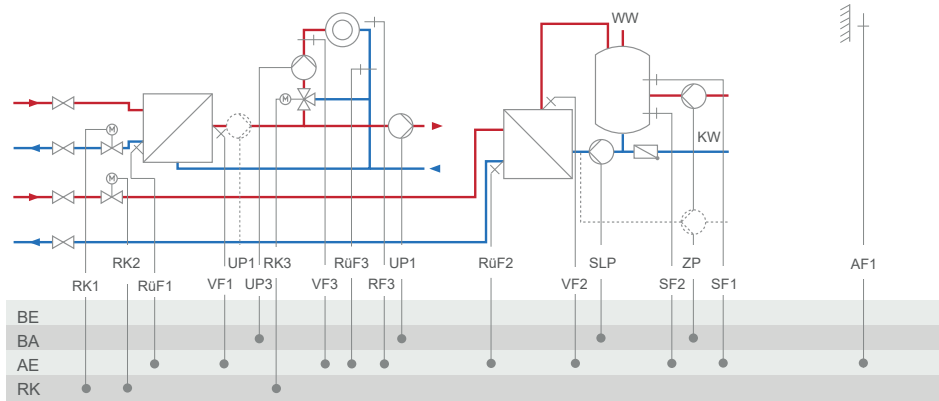 WW
M
M
M
KW
RK2 UP1 RK3 RüF3 UP1 RüF2 SLP ZP AF1
RK1 RüF1 VF1 UP3 VF3 RF3 VF2 SF2 SF1
BE
BA
AE
RK